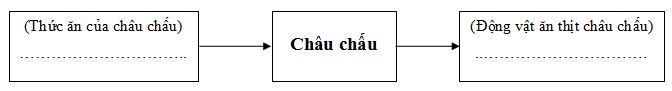 (Thức ăn của châu chấu)
………………………….
Châu chấu
(Động vật ăn thịt châu chấu)
………………………….